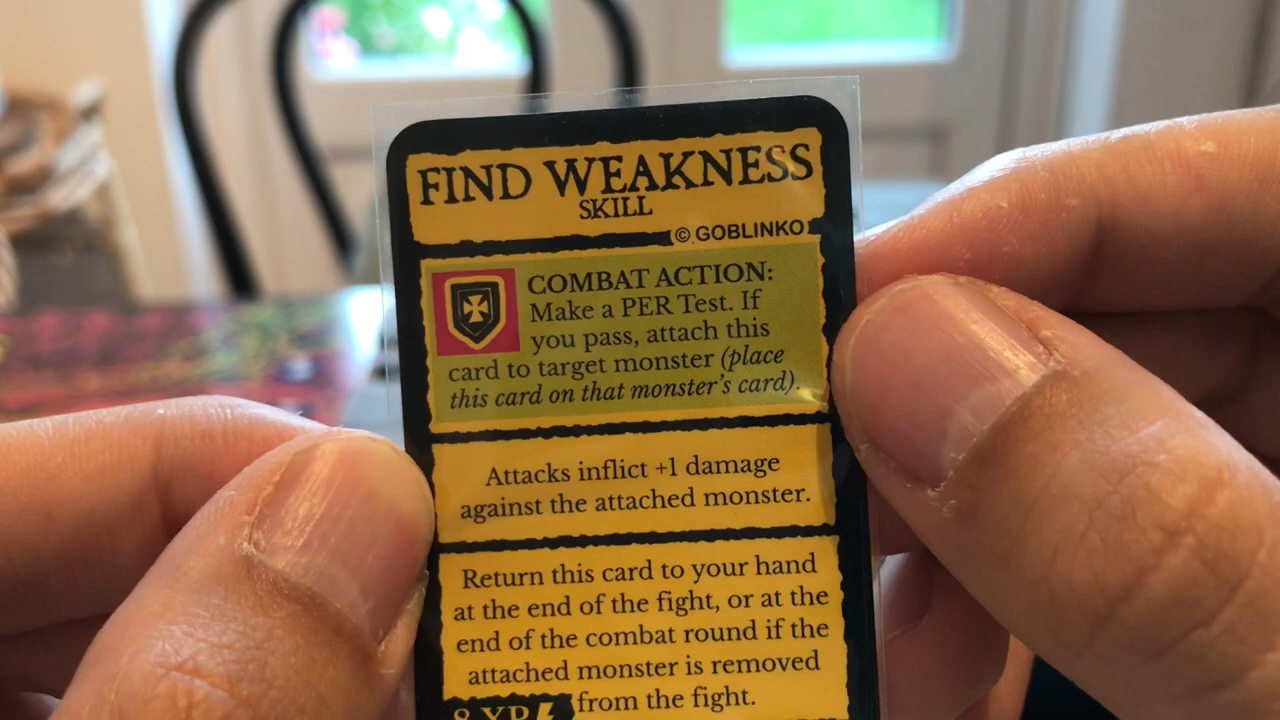 FIND WEAKNESS
SKILL
© GOBLINKO
COMBAT ACTION:
Make a PER Test. If
you pass, attach this
card to target monster (place
this card on that monster's card).
Attacks inflict +1 damage
against the attached monster.
Return this card to your hand
at the end of the fight, or at the
end of the combat round if the
attached monster is removed
from the fight.
8 XP